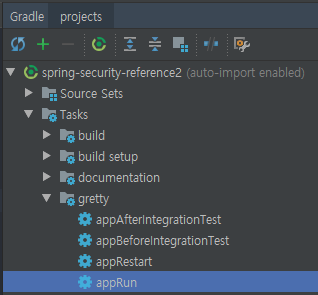 Gradle projects
spring-security-reference2 (auto-import enabled)
Source Sets
Tasks
build
build setup
documentation
gretty
appAfterIntegrationTest
appBeforeIntegrationTest
appRestart
appRun